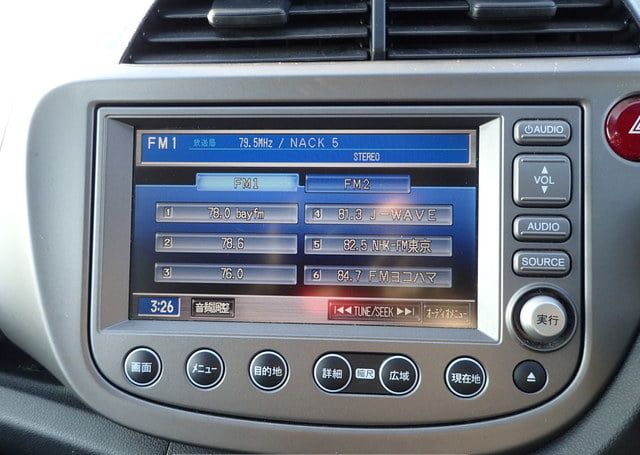 FM1 放送局 79.5MHz / NACK 5
STEREO
FM1 FM2
1 78.0 bayfm
4 81.3 J-WAVE
2 78.6
5 82.5 NHK-FM東京
3 76.0
6 84.7 FMヨコハマ
3:26 音質調整 TUNE/SEEK オーディオメニュー
AUDIO
VOL
AUDIO
SOURCE
実行
画面 メニュー 目的地 詳細 縮尺 広域 現在地